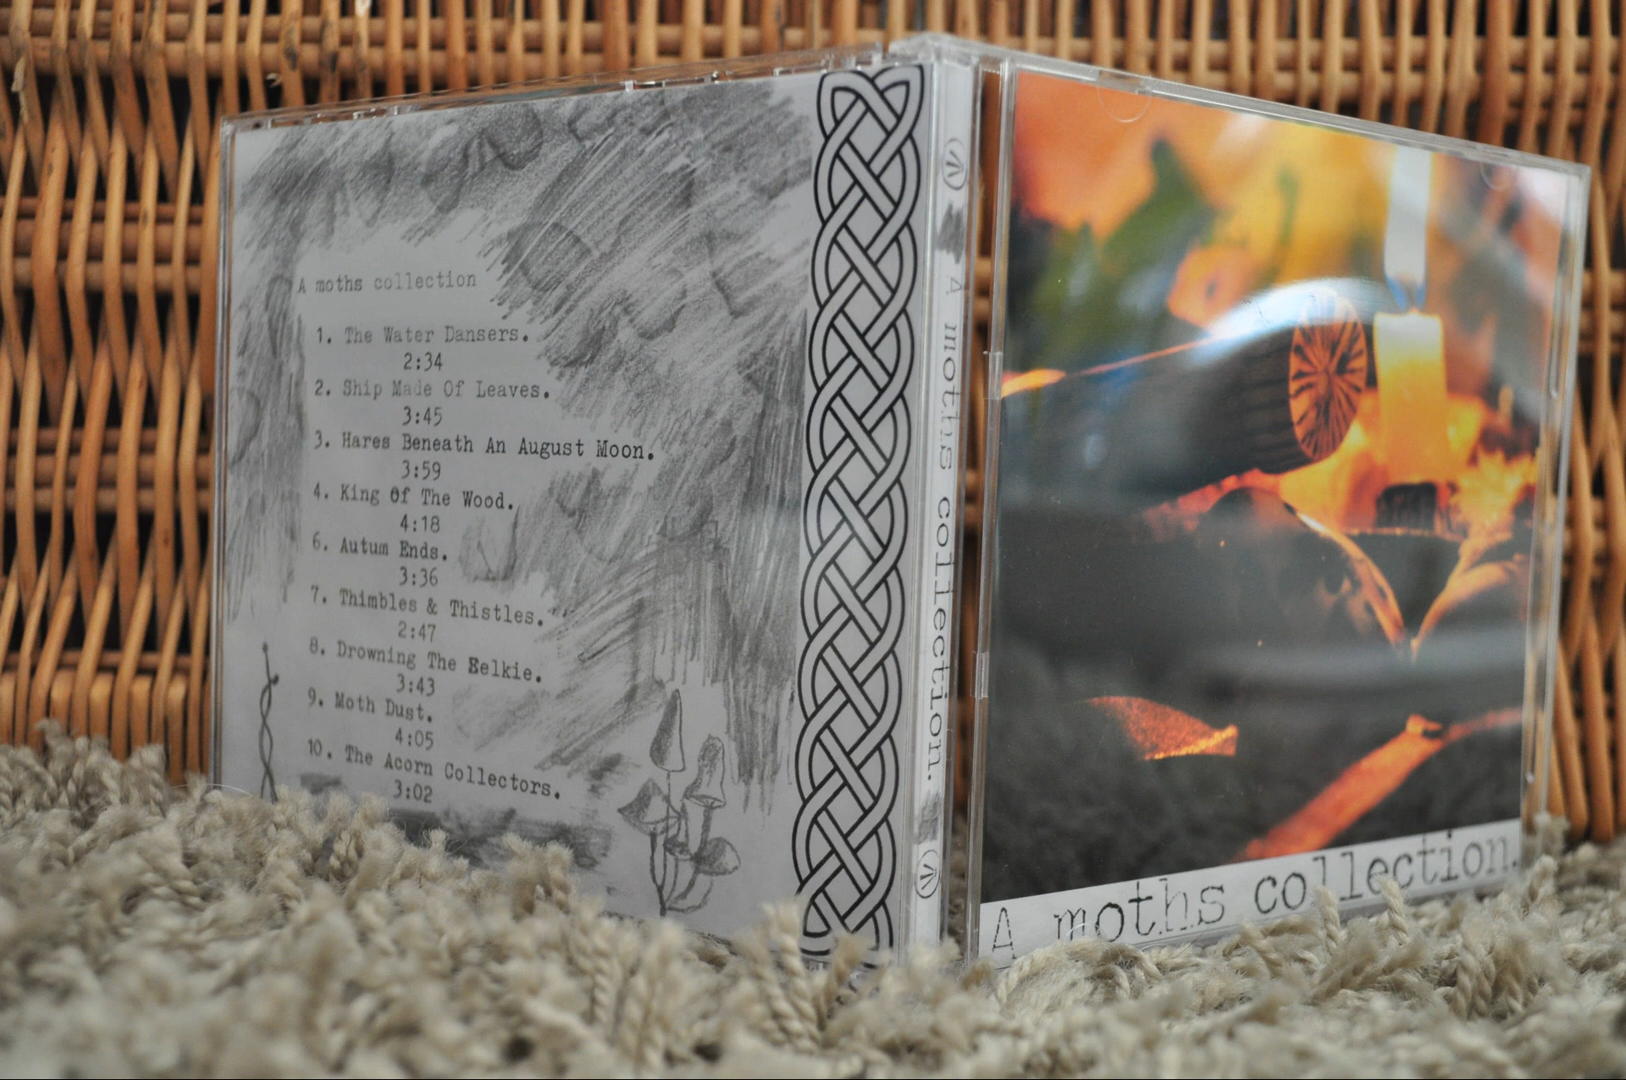 A moths collection
1. The Water Dansers.
2:34
2. Ship Made Of Leaves.
3:45
3. Hares Beneath An August Moon.
3:59
4. King Of The Wood.
4:18
6. Autum Ends.
3:36
7. Thimbles & Thistles.
2:47
8. Drowning The Eelkie.
3:43
9. Moth Dust.
4:05
10. The Acorn Collectors.
3:02
A moths collection.
A moths collection.